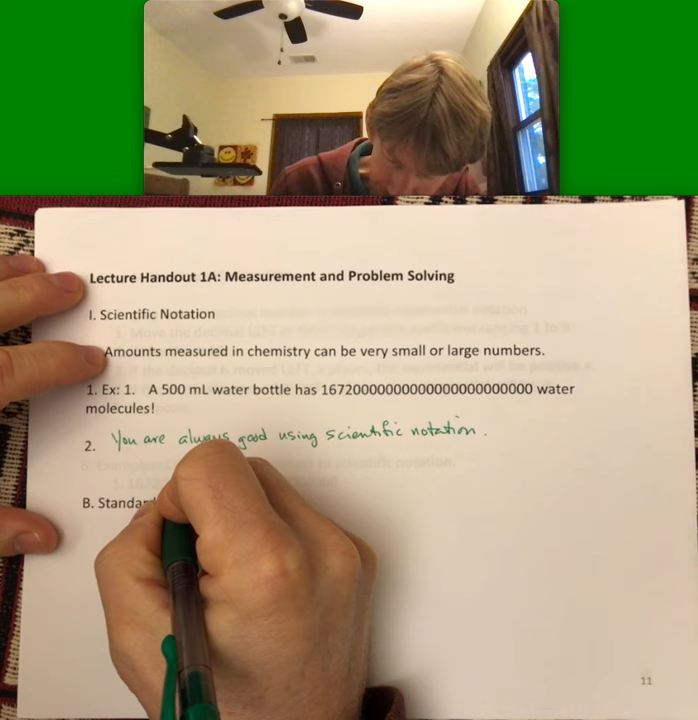 Lecture Handout 1A: Measurement and Problem Solving
I. Scientific Notation
Amounts measured in chemistry can be very small or large numbers.
1. Ex: 1. A 500 mL water bottle has 16720000000000000000000000 water
molecules!
2. You are always good using scientific notation.
B. Standar
11